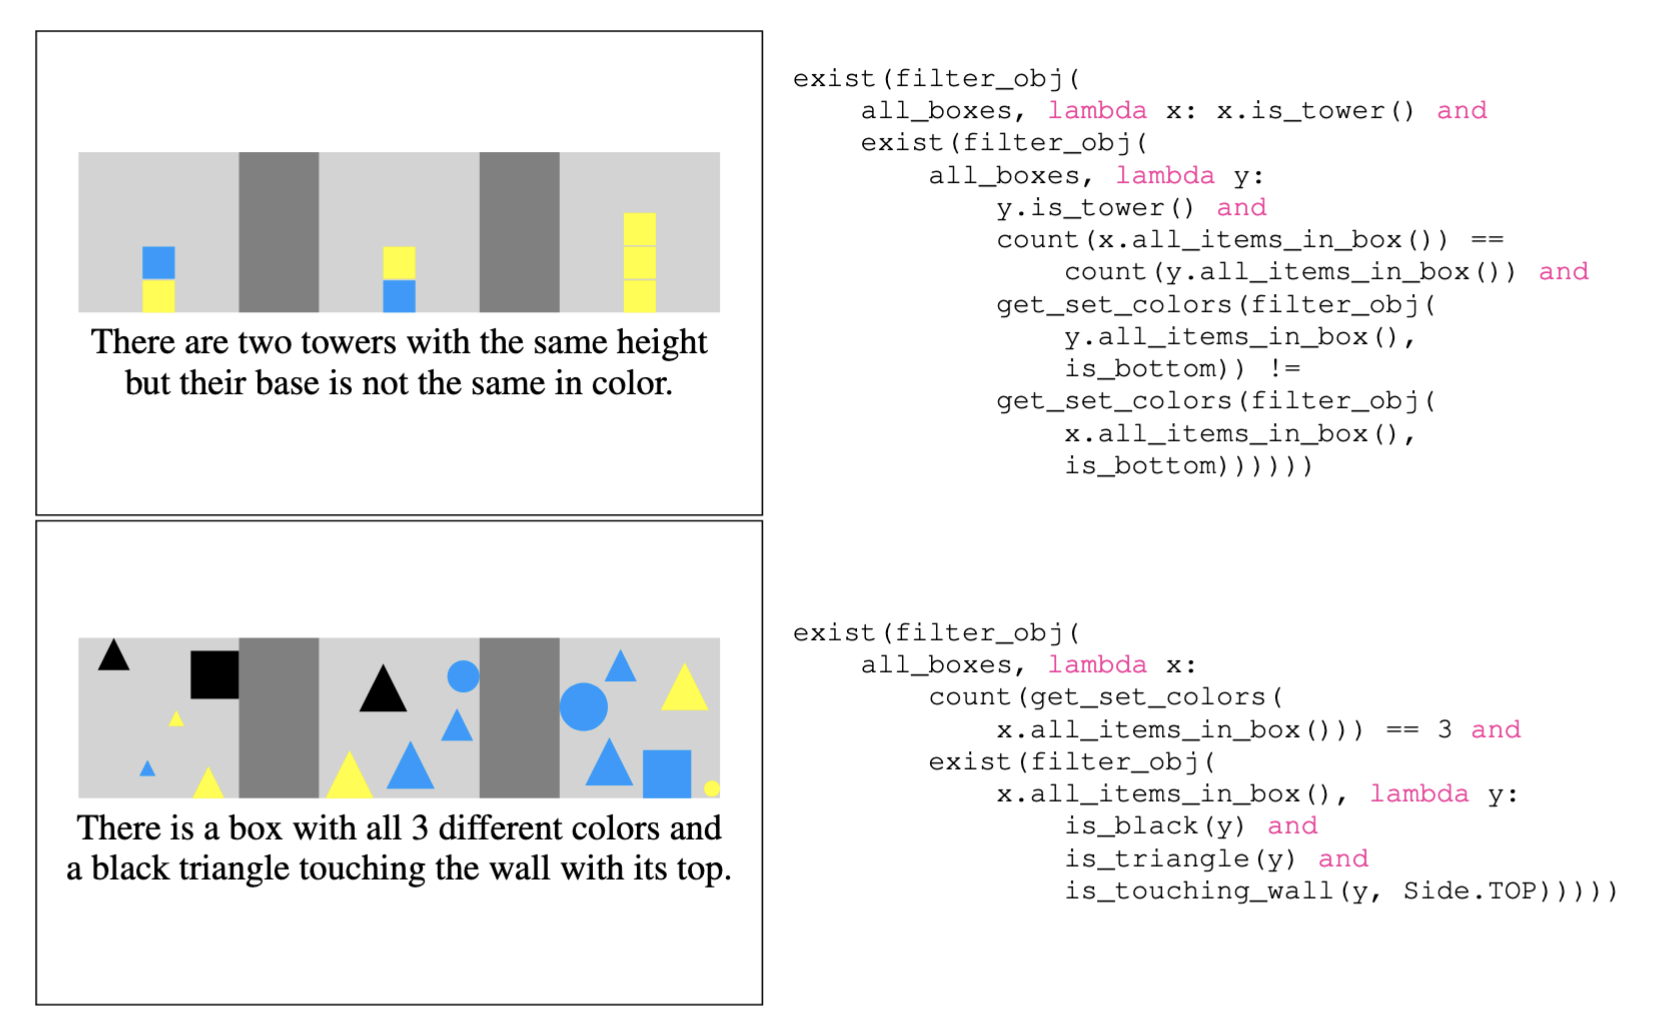 There are two towers with the same height
but their base is not the same in color.
exist(filter_obj(
    all_boxes, lambda x: x.is_tower() and
    exist(filter_obj(
        all_boxes, lambda y:
            y.is_tower() and
            count(x.all_items_in_box()) ==
                count(y.all_items_in_box()) and
            get_set_colors(filter_obj(
                y.all_items_in_box(),
                is_bottom)) !=
            get_set_colors(filter_obj(
                x.all_items_in_box(),
                is_bottom))))))
There is a box with all 3 different colors and
a black triangle touching the wall with its top.
exist(filter_obj(
    all_boxes, lambda x:
        count(get_set_colors(
            x.all_items_in_box())) == 3 and
        exist(filter_obj(
            x.all_items_in_box(), lambda y:
                is_black(y) and
                is_triangle(y) and
                is_touching_wall(y, Side.TOP)))))